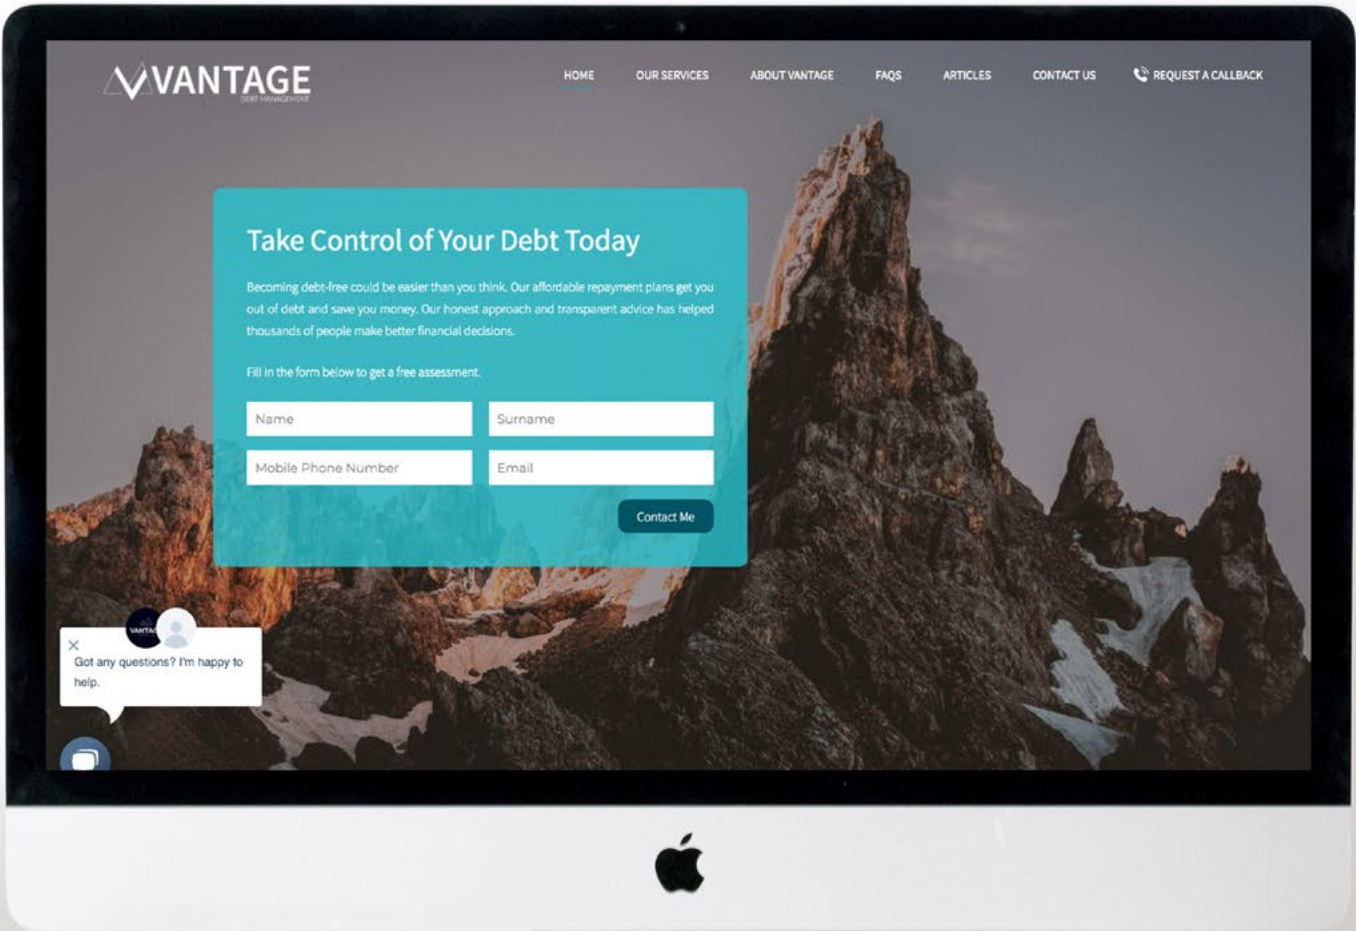 VANTAGE
DEBT MANAGEMENT
HOME
OUR SERVICES
ABOUT VANTAGE
FAQS
ARTICLES
CONTACT US
REQUEST A CALLBACK
Take Control of Your Debt Today
Becoming debt-free could be easier than you think. Our affordable repayment plans get you
out of debt and save you money. Our honest approach and transparent advice has helped
thousands of people make better financial decisions.
Fill in the form below to get a free assessment.
Name
Surname
Mobile Phone Number
Email
Contact Me
Got any questions? I'm happy to
help.